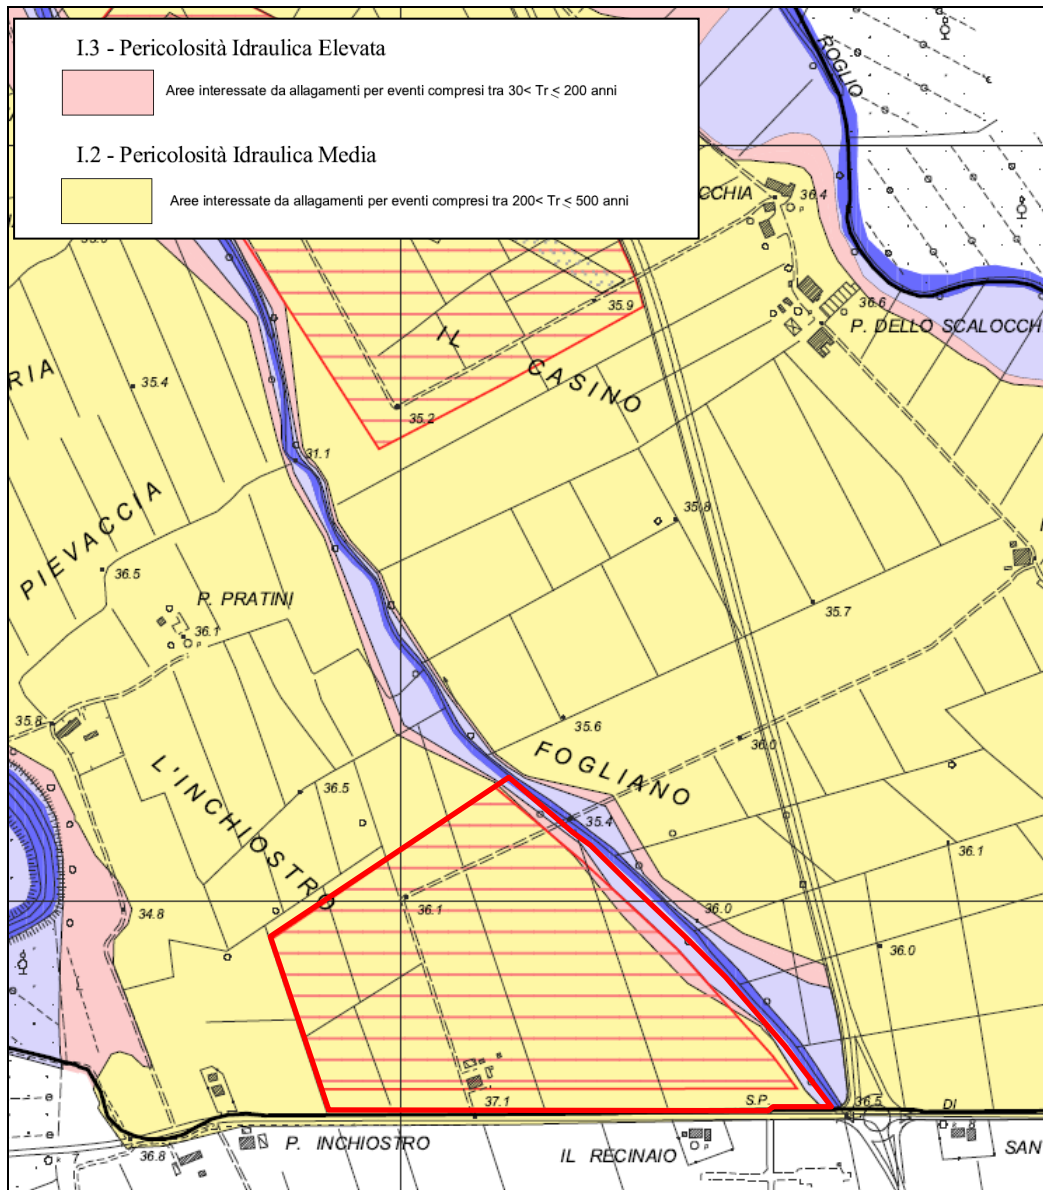 I.3 - Pericolosità Idraulica Elevata
Aree interessate da allagamenti per eventi compresi tra 30< Tr ≤ 200 anni
I.2 - Pericolosità Idraulica Media
Aree interessate da allagamenti per eventi compresi tra 200< Tr ≤ 500 anni
ROGLIO
CCHIA
36.4
35.9
36.6
P. DELLO SCALOCCH
IL CASINO
RIA
35.4
35.2
31.1
35.8
PIEVACCIA
36.5
P. PRATINI
36.1
35.7
35.8
35.6
36.0
FOGLIANO
L'INCHIOSTRO
36.5
35.4
36.1
34.8
36.1
36.0
36.0
37.1
S.P.
36.5
DI
P. INCHIOSTRO
36.8
IL RECINAIO
SAN